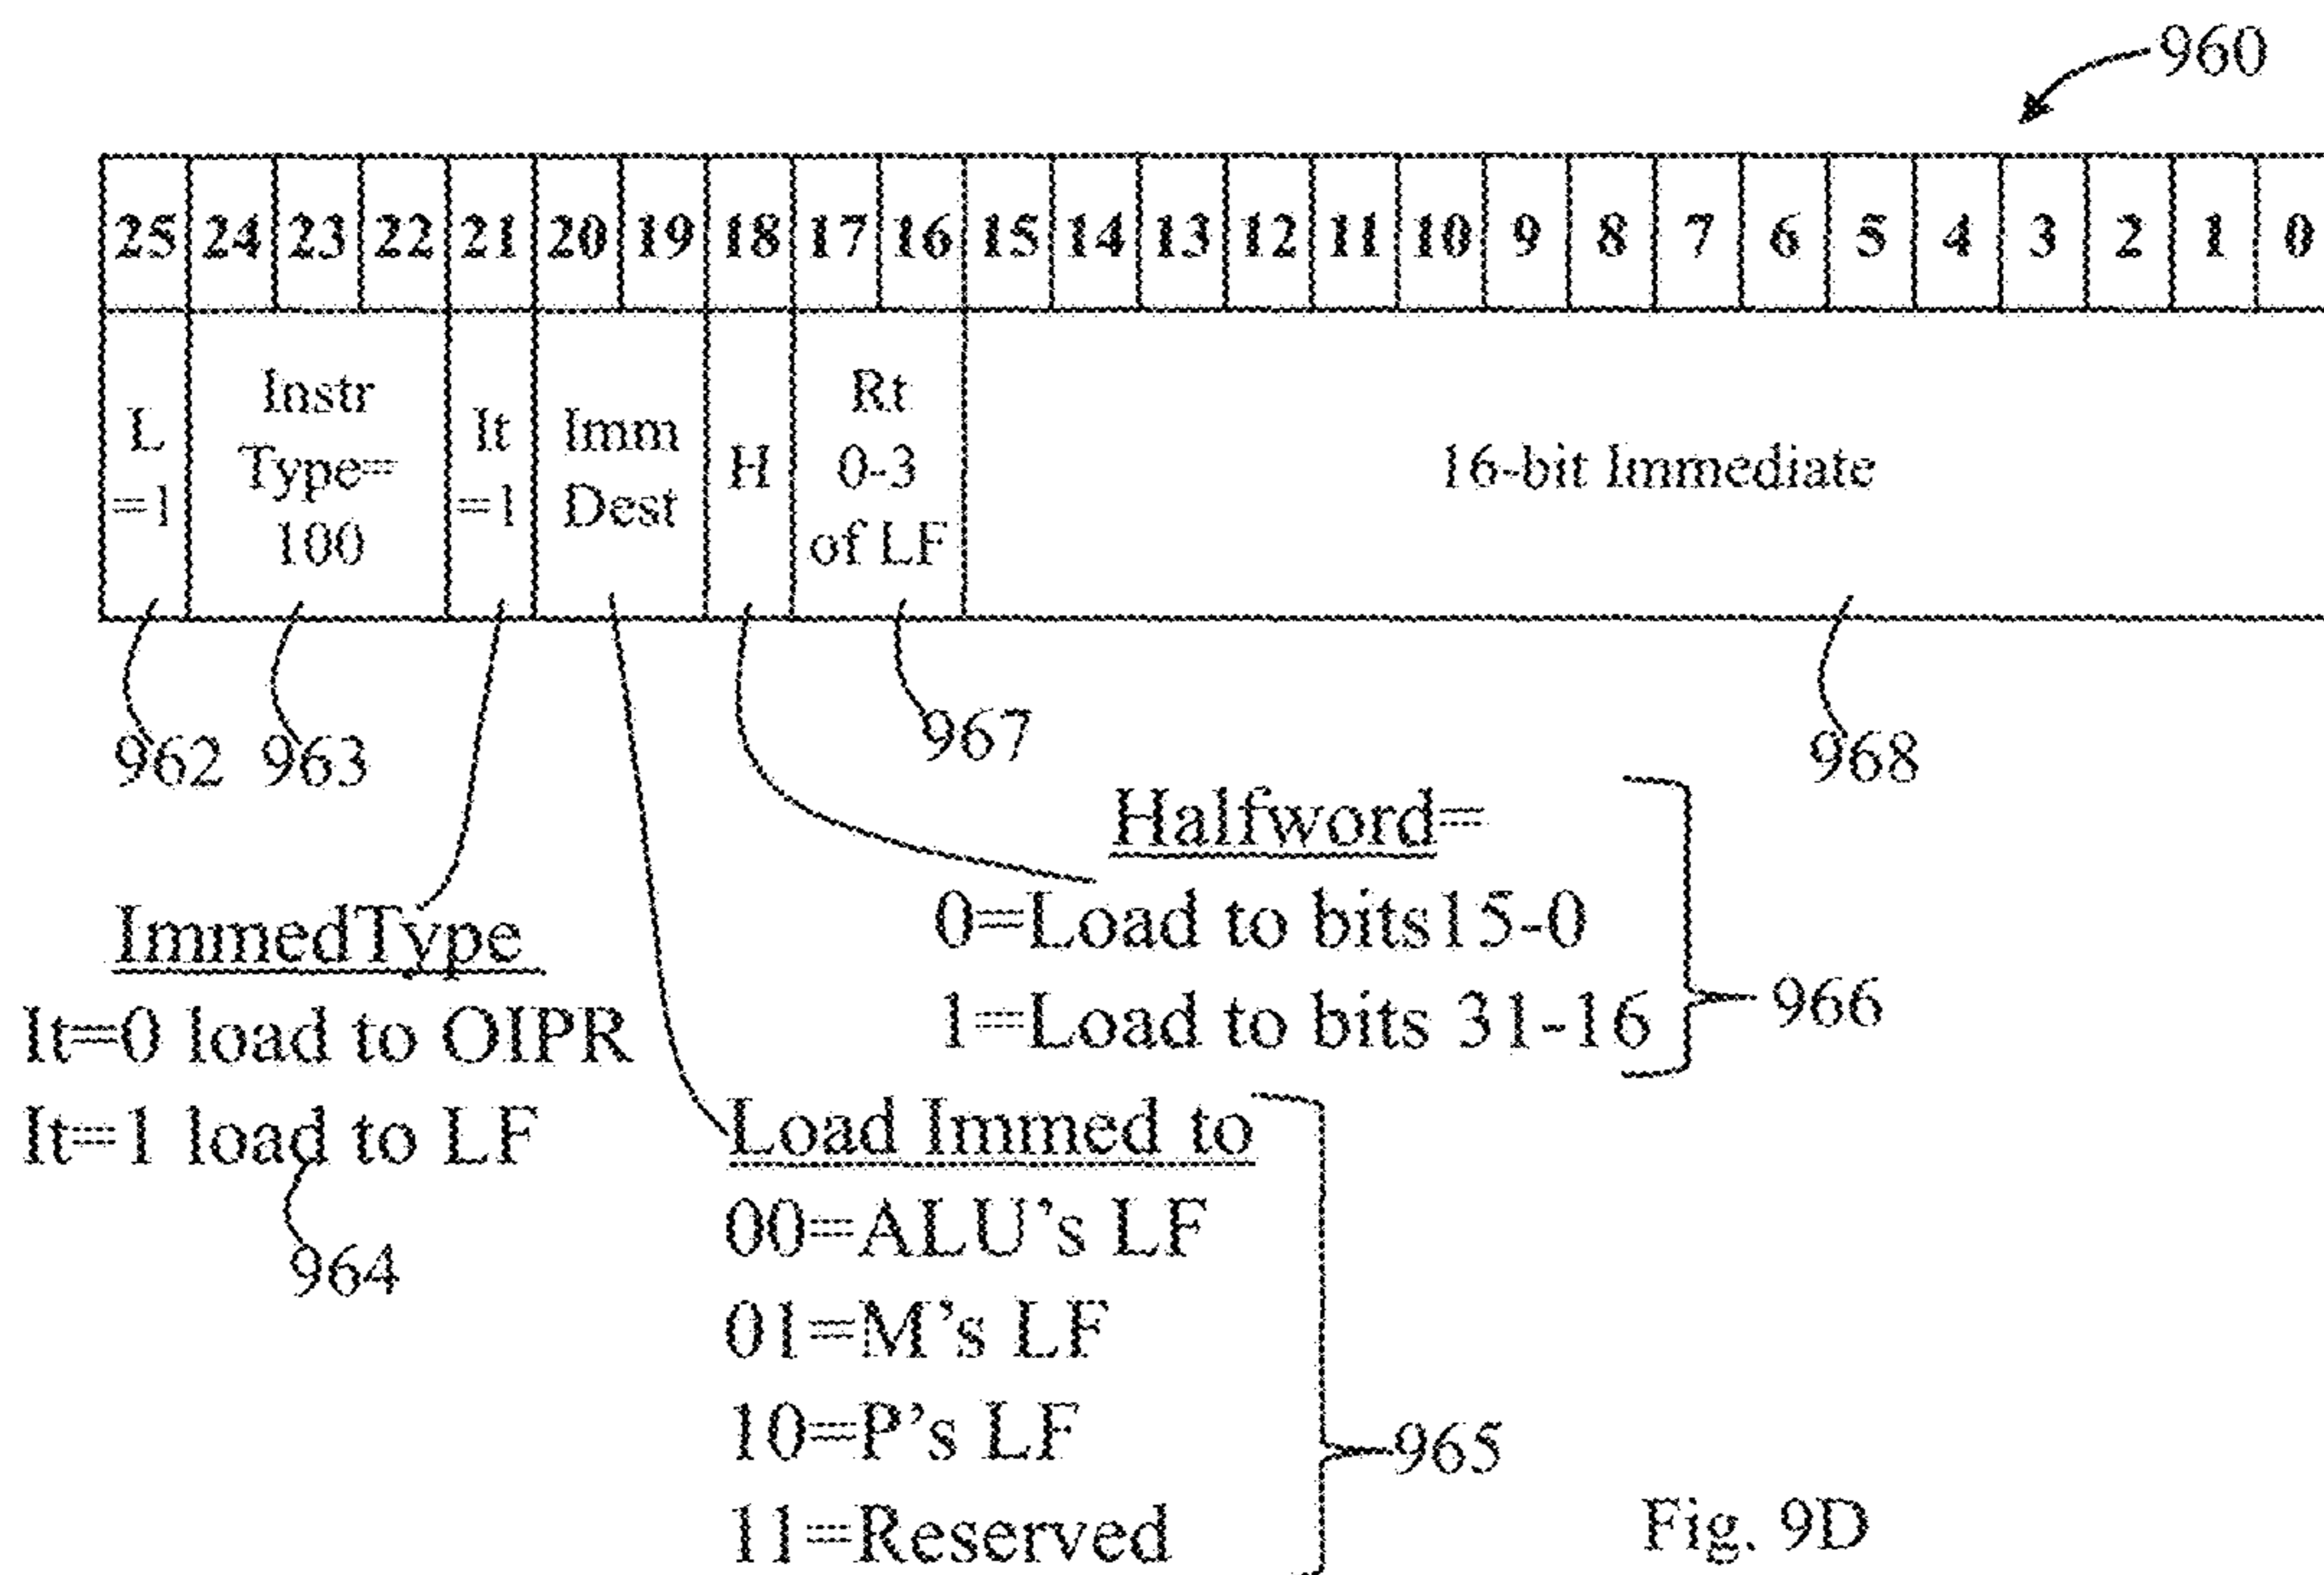 960
25 24 23 22 21 20 19 18 17 16 15 14 13 12 11 10 9 8 7 6 5 4 3 2 1 0
L
=1
Instr
Type=
100
It
=1
Imm
Dest
H
Rt
0-3
of LF
16-bit Immediate
962
963
967
968
Halfword=
0=Load to bits15-0
1=Load to bits 31-16
966
ImmedType
It=0 load to OIPR
It=1 load to LF
964
Load Immed to
00=ALU's LF
01=M's LF
10=P's LF
11=Reserved
965
Fig. 9D